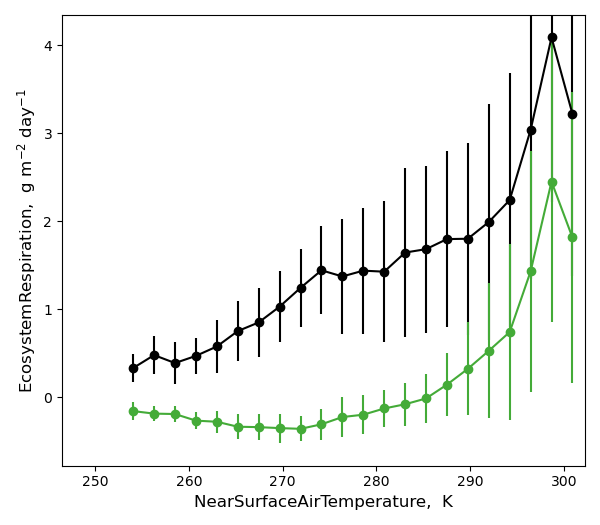 4
3
2
1
0
EcosystemRespiration, g m⁻² day⁻¹
250 260 270 280 290 300
NearSurfaceAirTemperature, K